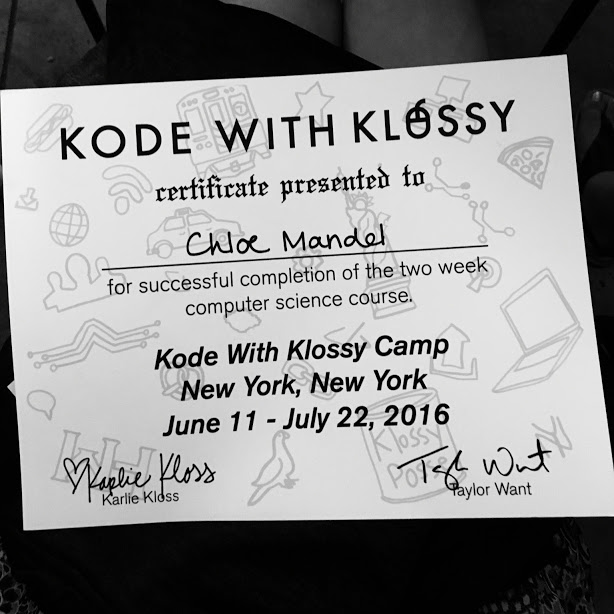 KODE WITH KLOSSY
certificate presented to
Chloe Mandel
for successful completion of the two week
computer science course.
Kode With Klossy Camp
New York, New York
June 11 - July 22, 2016
Klossy
Posse
Karlie Kloss
Taylor Want
Karlie Kloss
Taylor Want